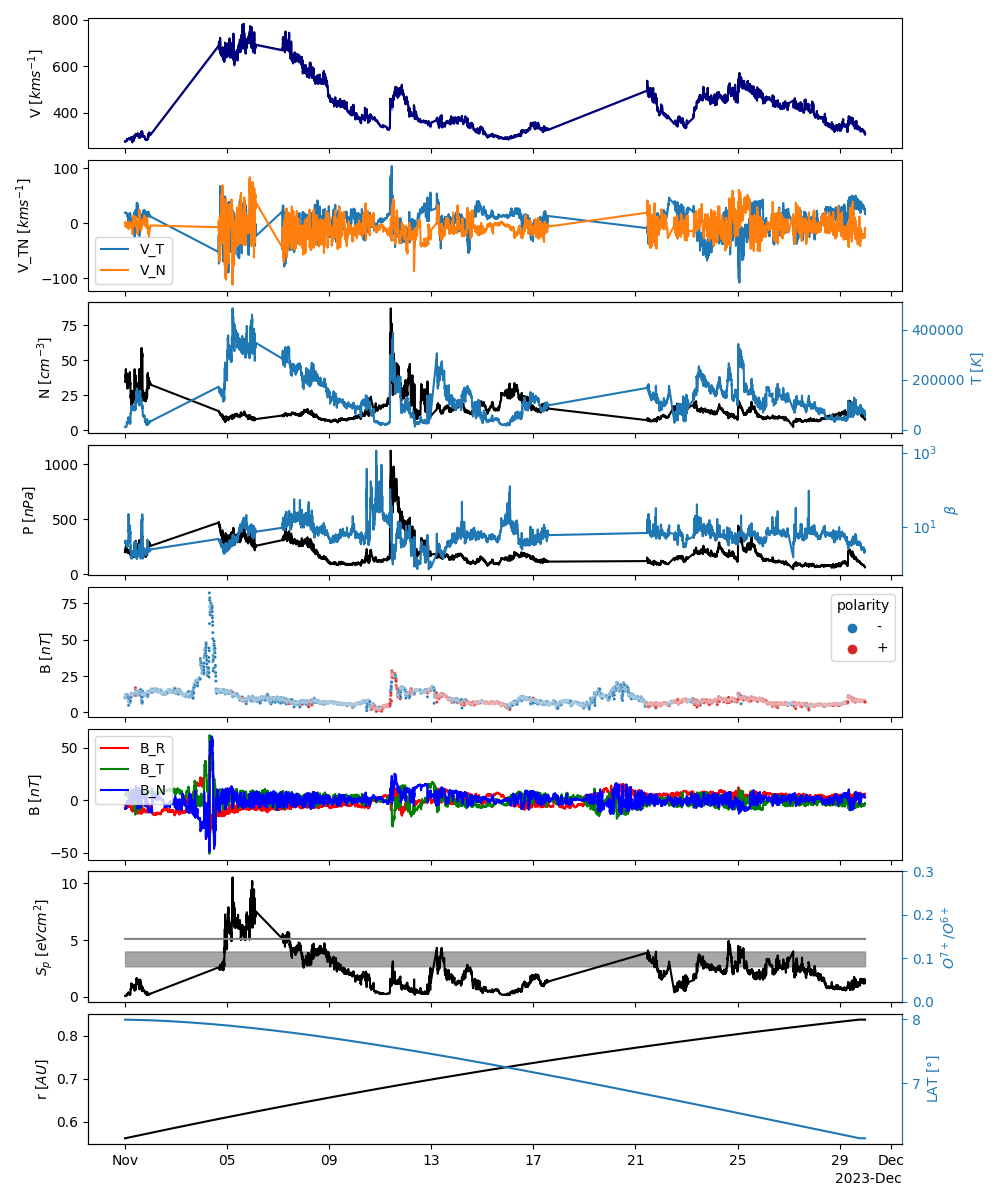 800
600
400
V [kms⁻¹]
100
0
−100
V_TN [kms⁻¹]
V_T
V_N
75
50
25
0
N [cm⁻³]
400000
200000
0
T [K]
1000
500
0
P [nPa]
10³
10¹
β
75
50
25
0
B [nT]
polarity
-
+
50
0
−50
B [nT]
B_R
B_T
B_N
10
5
0
Sₚ [eVcm²]
0.3
0.2
0.1
0.0
O⁷⁺/O⁶⁺
0.8
0.7
0.6
r [AU]
8
7
LAT [°]
Nov 05 09 13 17 21 25 29 Dec
2023-Dec